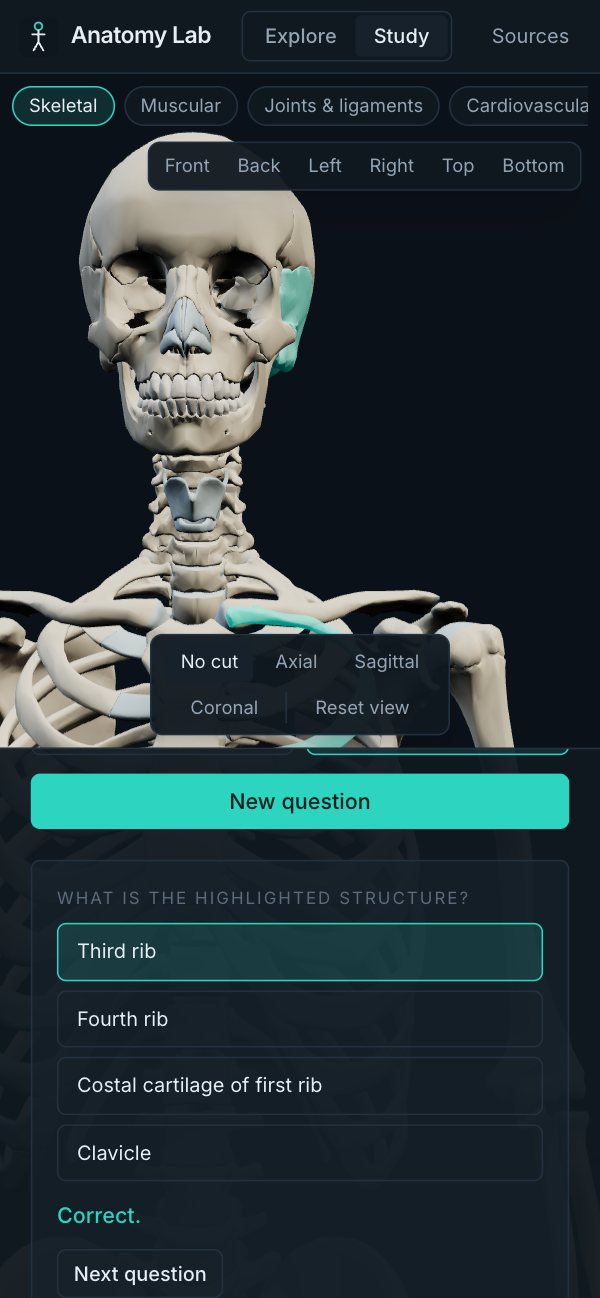 Anatomy Lab Explore Study Sources
Skeletal Muscular Joints & ligaments Cardiovascula
Front Back Left Right Top Bottom
No cut Axial Sagittal
Coronal Reset view
New question
WHAT IS THE HIGHLIGHTED STRUCTURE?
Third rib
Fourth rib
Costal cartilage of first rib
Clavicle
Correct.
Next question